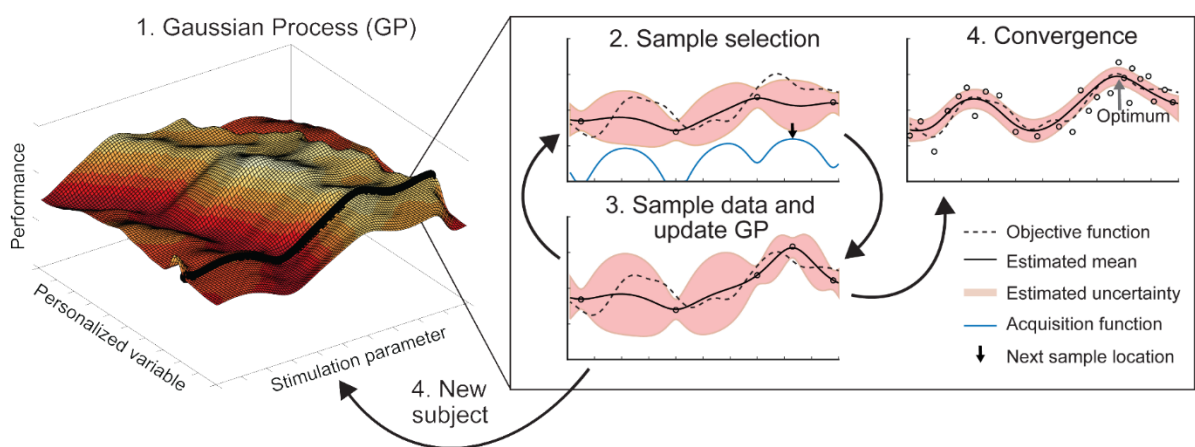 1. Gaussian Process (GP)
Performance
Personalized variable
Stimulation parameter
2. Sample selection
3. Sample data and
update GP
4. New
subject
4. Convergence
Optimum
Objective function
Estimated mean
Estimated uncertainty
Acquisition function
Next sample location